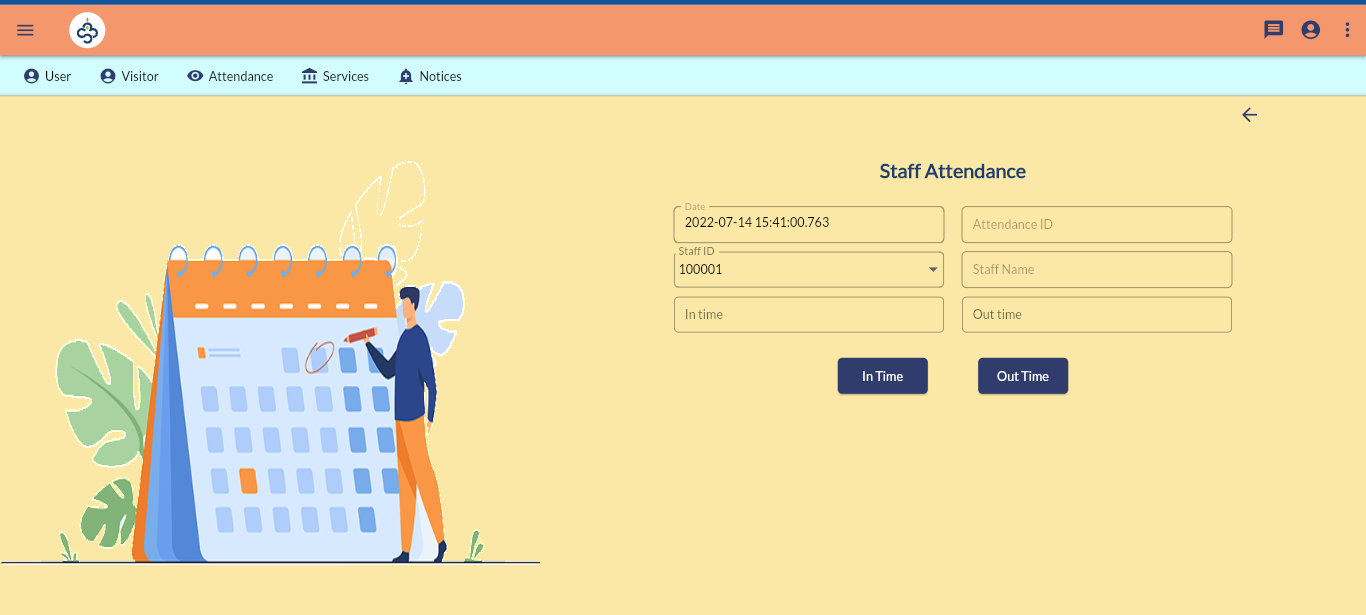 User Visitor Attendance Services Notices
Staff Attendance
Date
2022-07-14 15:41:00.763
Attendance ID
Staff ID
100001
Staff Name
In time
Out time
In Time
Out Time